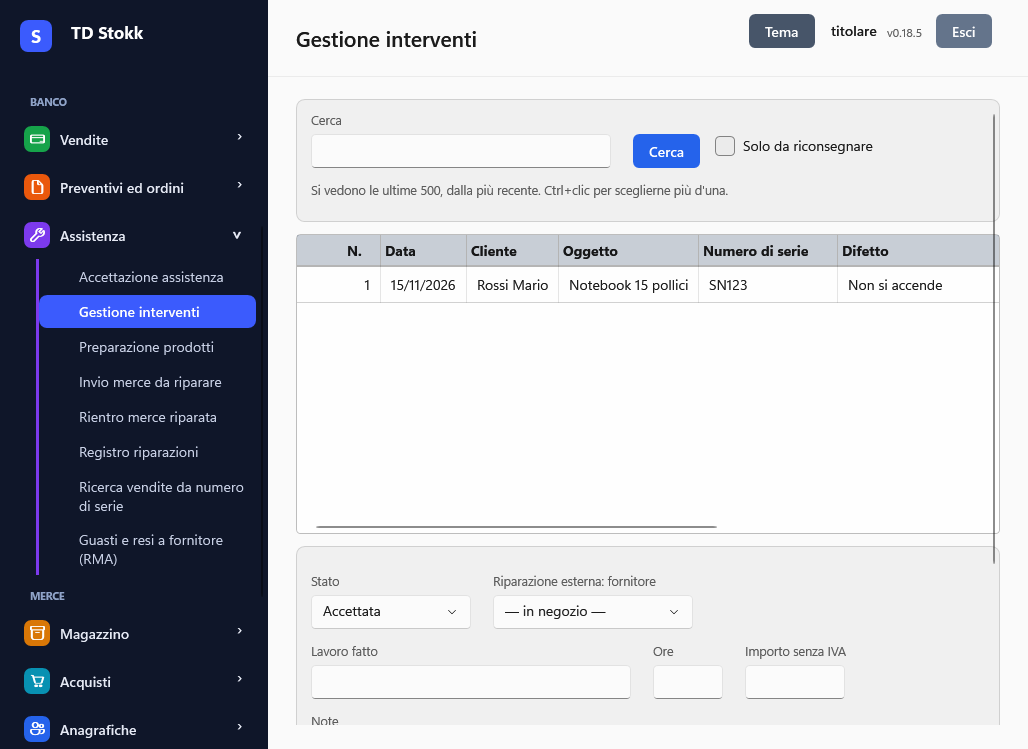 S
TD Stokk
BANCO
Vendite
Preventivi ed ordini
Assistenza
Accettazione assistenza
Gestione interventi
Preparazione prodotti
Invio merce da riparare
Rientro merce riparata
Registro riparazioni
Ricerca vendite da numero
di serie
Guasti e resi a fornitore
(RMA)
MERCE
Magazzino
Acquisti
Anagrafiche
Gestione interventi
Tema
titolare
v0.18.5
Esci
Cerca
Cerca
Solo da riconsegnare
Si vedono le ultime 500, dalla più recente. Ctrl+clic per sceglierne più d'una.
N. Data Cliente Oggetto Numero di serie Difetto
1 15/11/2026 Rossi Mario Notebook 15 pollici SN123 Non si accende
Stato Riparazione esterna: fornitore
Accettata — in negozio —
Lavoro fatto Ore Importo senza IVA
Note